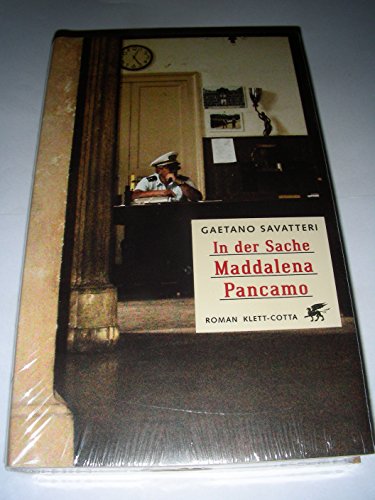 GAETANO SAVATTERI
In der Sache
Maddalena
Pancamo
ROMAN KLETT-COTTA